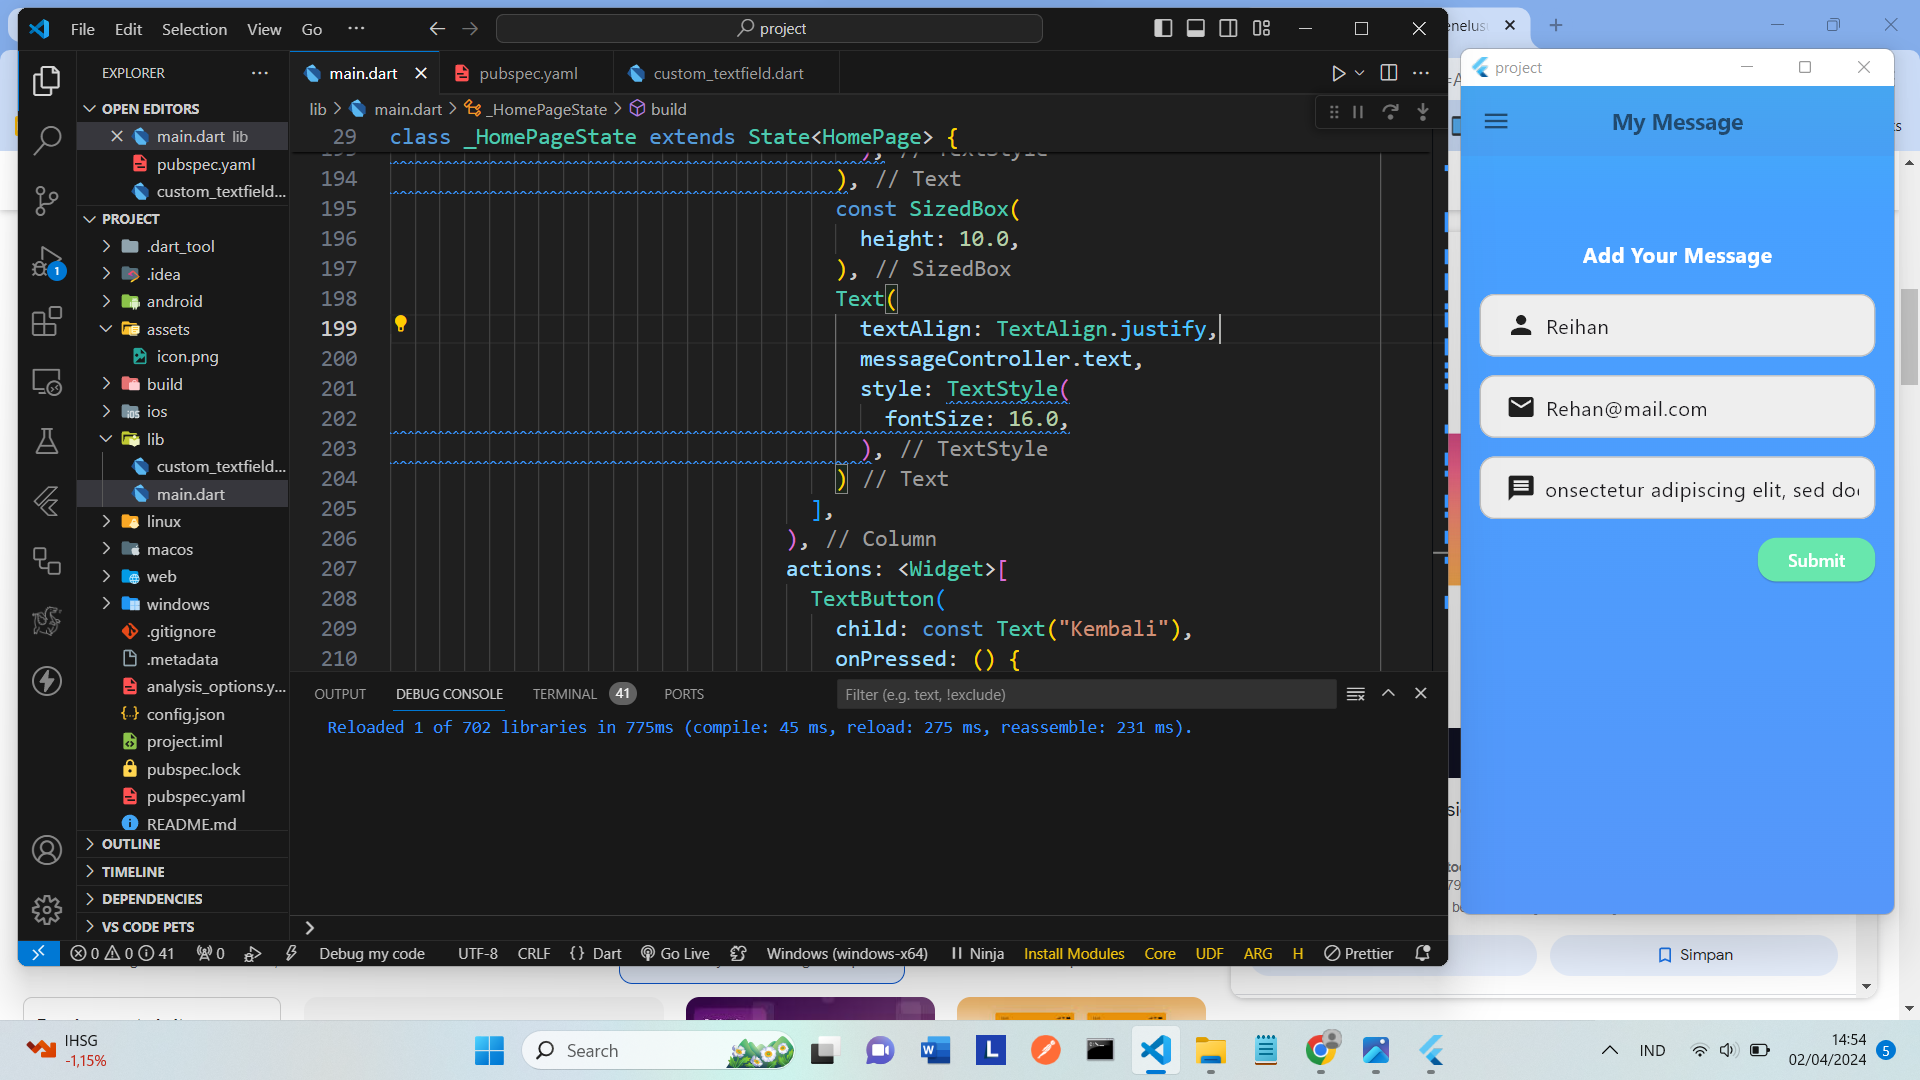 File Edit Selection View Go ···
project
EXPLORER
OPEN EDITORS
main.dart lib
pubspec.yaml
custom_textfield...
PROJECT
.dart_tool
.idea
android
assets
icon.png
build
ios
lib
custom_textfield...
main.dart
linux
macos
web
windows
.gitignore
.metadata
analysis_options.y...
config.json
project.iml
pubspec.lock
pubspec.yaml
README.md
OUTLINE
TIMELINE
DEPENDENCIES
VS CODE PETS
main.dart
pubspec.yaml
custom_textfield.dart
lib > main.dart > _HomePageState > build
29 class _HomePageState extends State<HomePage> {
194 ), // Text
195 const SizedBox(
196 height: 10.0,
197 ), // SizedBox
198 Text(
199 textAlign: TextAlign.justify,
200 messageController.text,
201 style: TextStyle(
202 fontSize: 16.0,
203 ), // TextStyle
204 ) // Text
205 ],
206 ), // Column
207 actions: <Widget>[
208 TextButton(
209 child: const Text("Kembali"),
210 onPressed: () {
OUTPUT DEBUG CONSOLE TERMINAL 41 PORTS
Filter (e.g. text, !exclude)
Reloaded 1 of 702 libraries in 775ms (compile: 45 ms, reload: 275 ms, reassemble: 231 ms).
0 0 41 0 Debug my code UTF-8 CRLF {} Dart Go Live Windows (windows-x64) Ninja Install Modules Core UDF ARG H Prettier
project
My Message
Add Your Message
Reihan
Rehan@mail.com
onsectetur adipiscing elit, sed do
Submit
Simpan
IHSG
-1,15%
Search
IND
14:54
02/04/2024
5